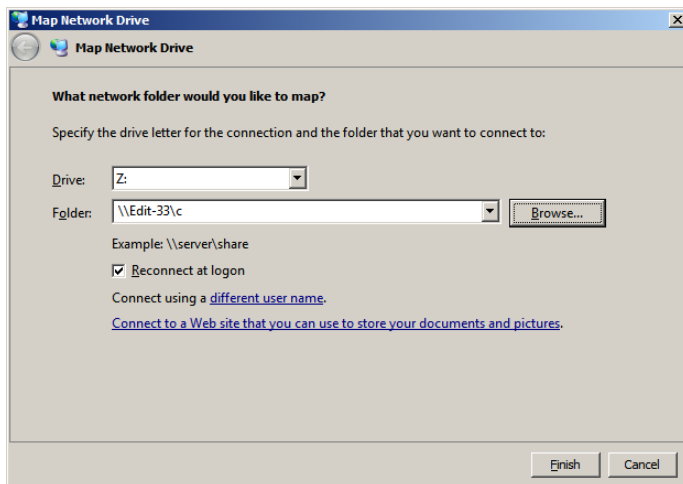 Map Network Drive
Map Network Drive
What network folder would you like to map?
Specify the drive letter for the connection and the folder that you want to connect to:
Drive: Z:
Folder: \\Edit-33\c Browse...
Example: \\server\share
Reconnect at logon
Connect using a different user name.
Connect to a Web site that you can use to store your documents and pictures.
Finish Cancel